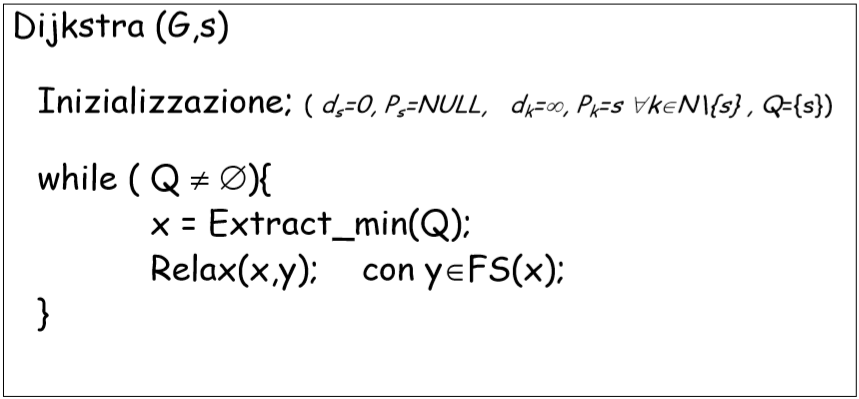 Dijkstra (G,s)
Inizializzazione; ( dₛ=0, Pₛ=NULL, dₖ=∞, Pₖ=s ∀k∈N\{s} , Q={s})
while ( Q ≠ ∅){
x = Extract_min(Q);
Relax(x,y); con y∈FS(x);
}